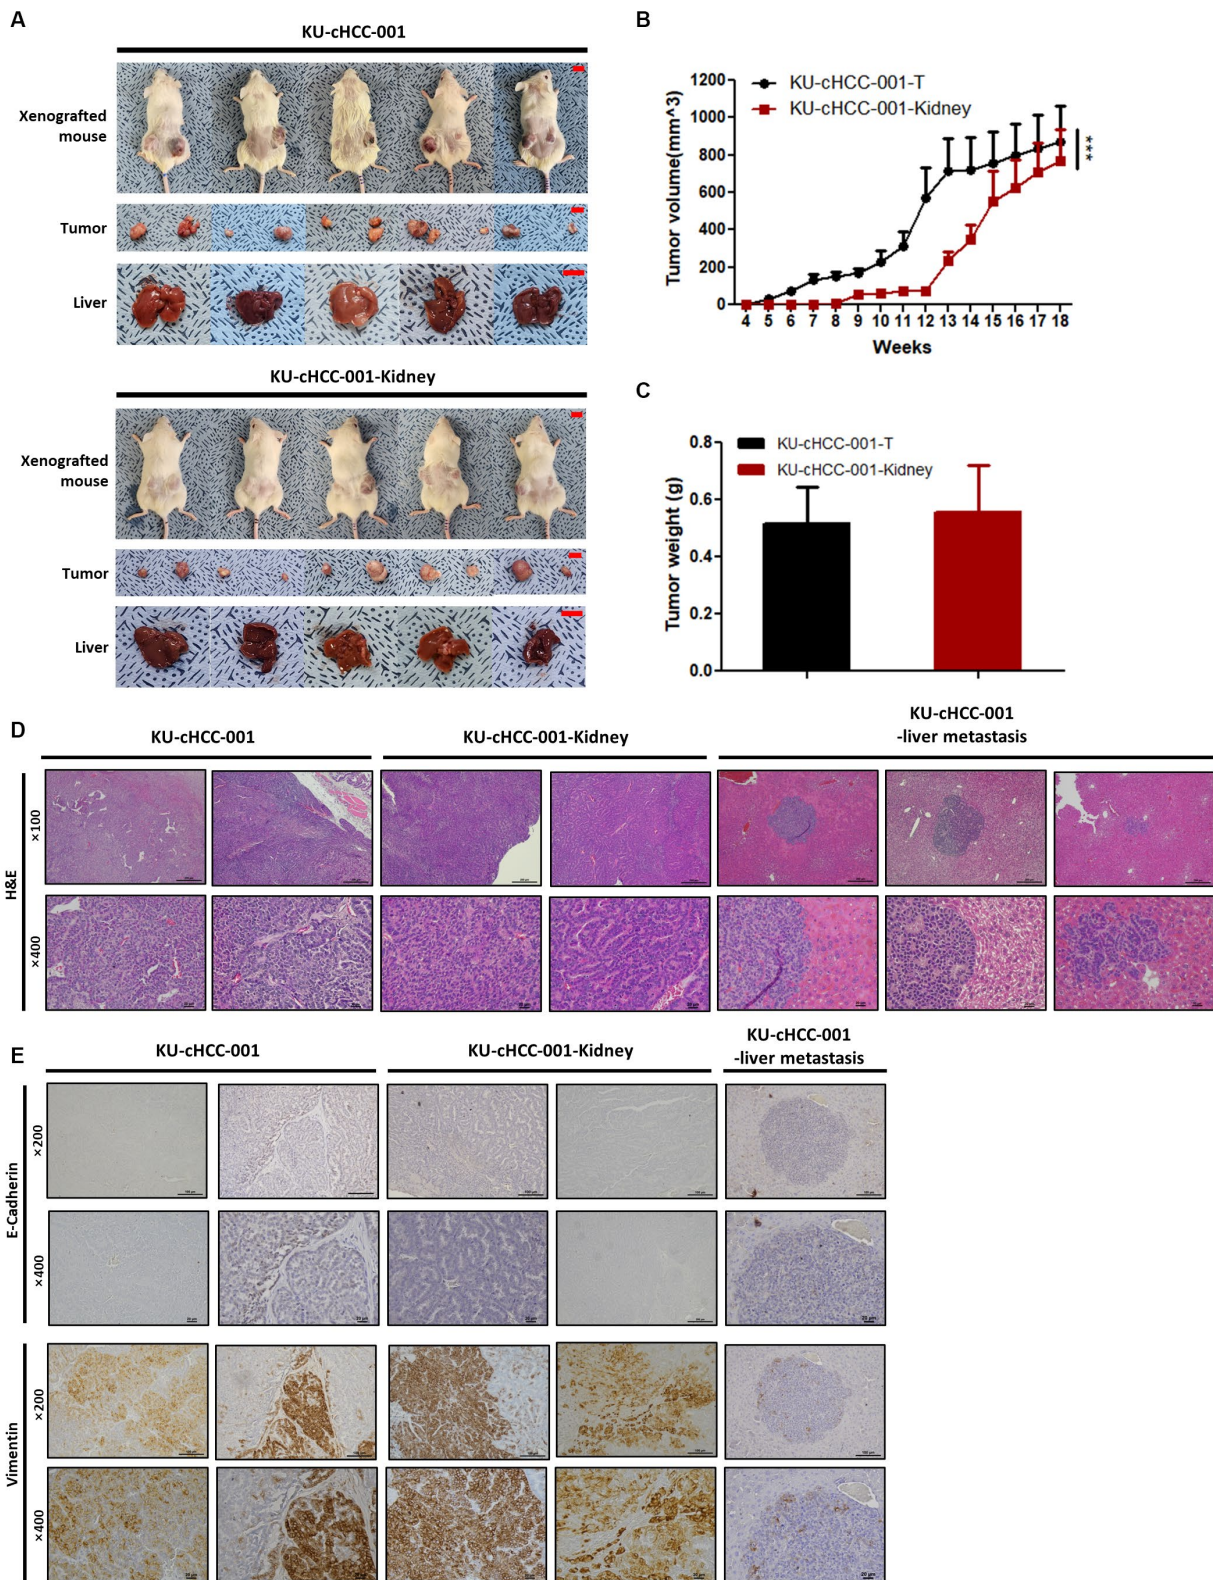 A
KU-cHCC-001
Xenografted
mouse
Tumor
Liver
KU-cHCC-001-Kidney
Xenografted
mouse
Tumor
Liver
B
1200
1000
800
600
400
200
0
Tumor volume(mm^3)
KU-cHCC-001-T
KU-cHCC-001-Kidney
***
4 5 6 7 8 9 10 11 12 13 14 15 16 17 18
Weeks
C
0.8
0.6
0.4
0.2
0.0
Tumor weight (g)
KU-cHCC-001-T
KU-cHCC-001-Kidney
D
KU-cHCC-001
KU-cHCC-001-Kidney
KU-cHCC-001
-liver metastasis
H&E
×100
×400
E
KU-cHCC-001
KU-cHCC-001-Kidney
KU-cHCC-001
-liver metastasis
E-Cadherin
×200
×400
Vimentin
×200
×400